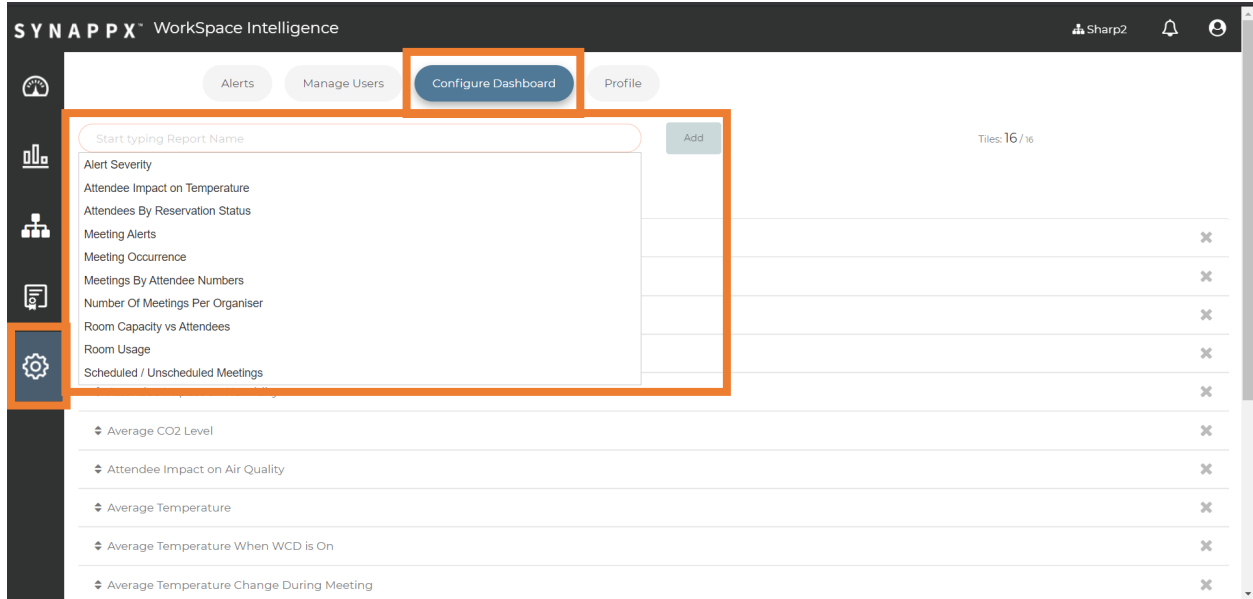 SYNAPPX™ WorkSpace Intelligence
Sharp2
Alerts
Manage Users
Configure Dashboard
Profile
Start typing Report Name
Add
Tiles: 16 / 16
Alert Severity
Attendee Impact on Temperature
Attendees By Reservation Status
Meeting Alerts
Meeting Occurrence
Meetings By Attendee Numbers
Number Of Meetings Per Organiser
Room Capacity vs Attendees
Room Usage
Scheduled / Unscheduled Meetings
Average CO2 Level
Attendee Impact on Air Quality
Average Temperature
Average Temperature When WCD is On
Average Temperature Change During Meeting